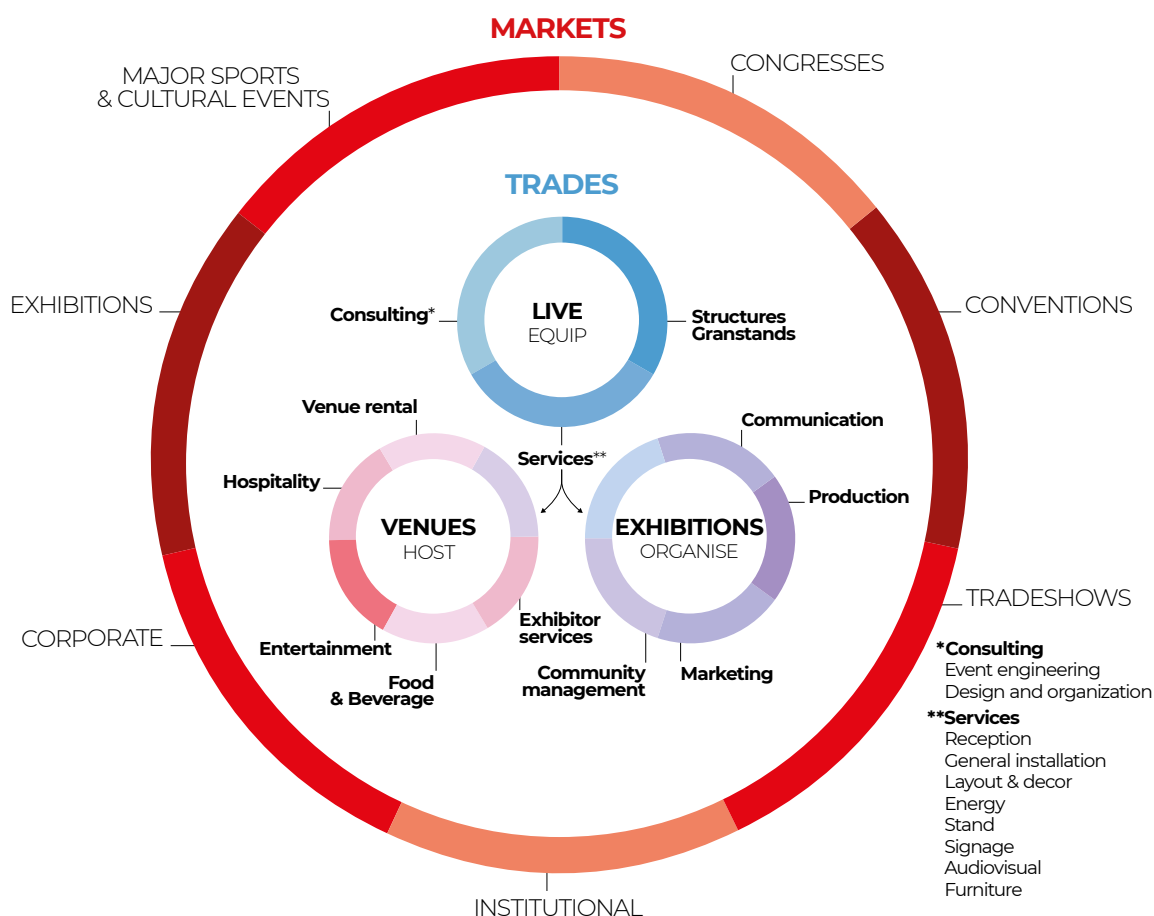 MARKETS
MAJOR SPORTS
& CULTURAL EVENTS
CONGRESSES
TRADES
EXHIBITIONS
CONVENTIONS
Consulting*
LIVE
EQUIP
Structures
Granstands
Venue rental
Communication
Services**
Hospitality
Production
VENUES
HOST
EXHIBITIONS
ORGANISE
TRADESHOWS
CORPORATE
Exhibitor
services
Entertainment
Food
& Beverage
Community
management
Marketing
*Consulting
Event engineering
Design and organization
**Services
Reception
General installation
Layout & decor
Energy
Stand
Signage
Audiovisual
Furniture
INSTITUTIONAL